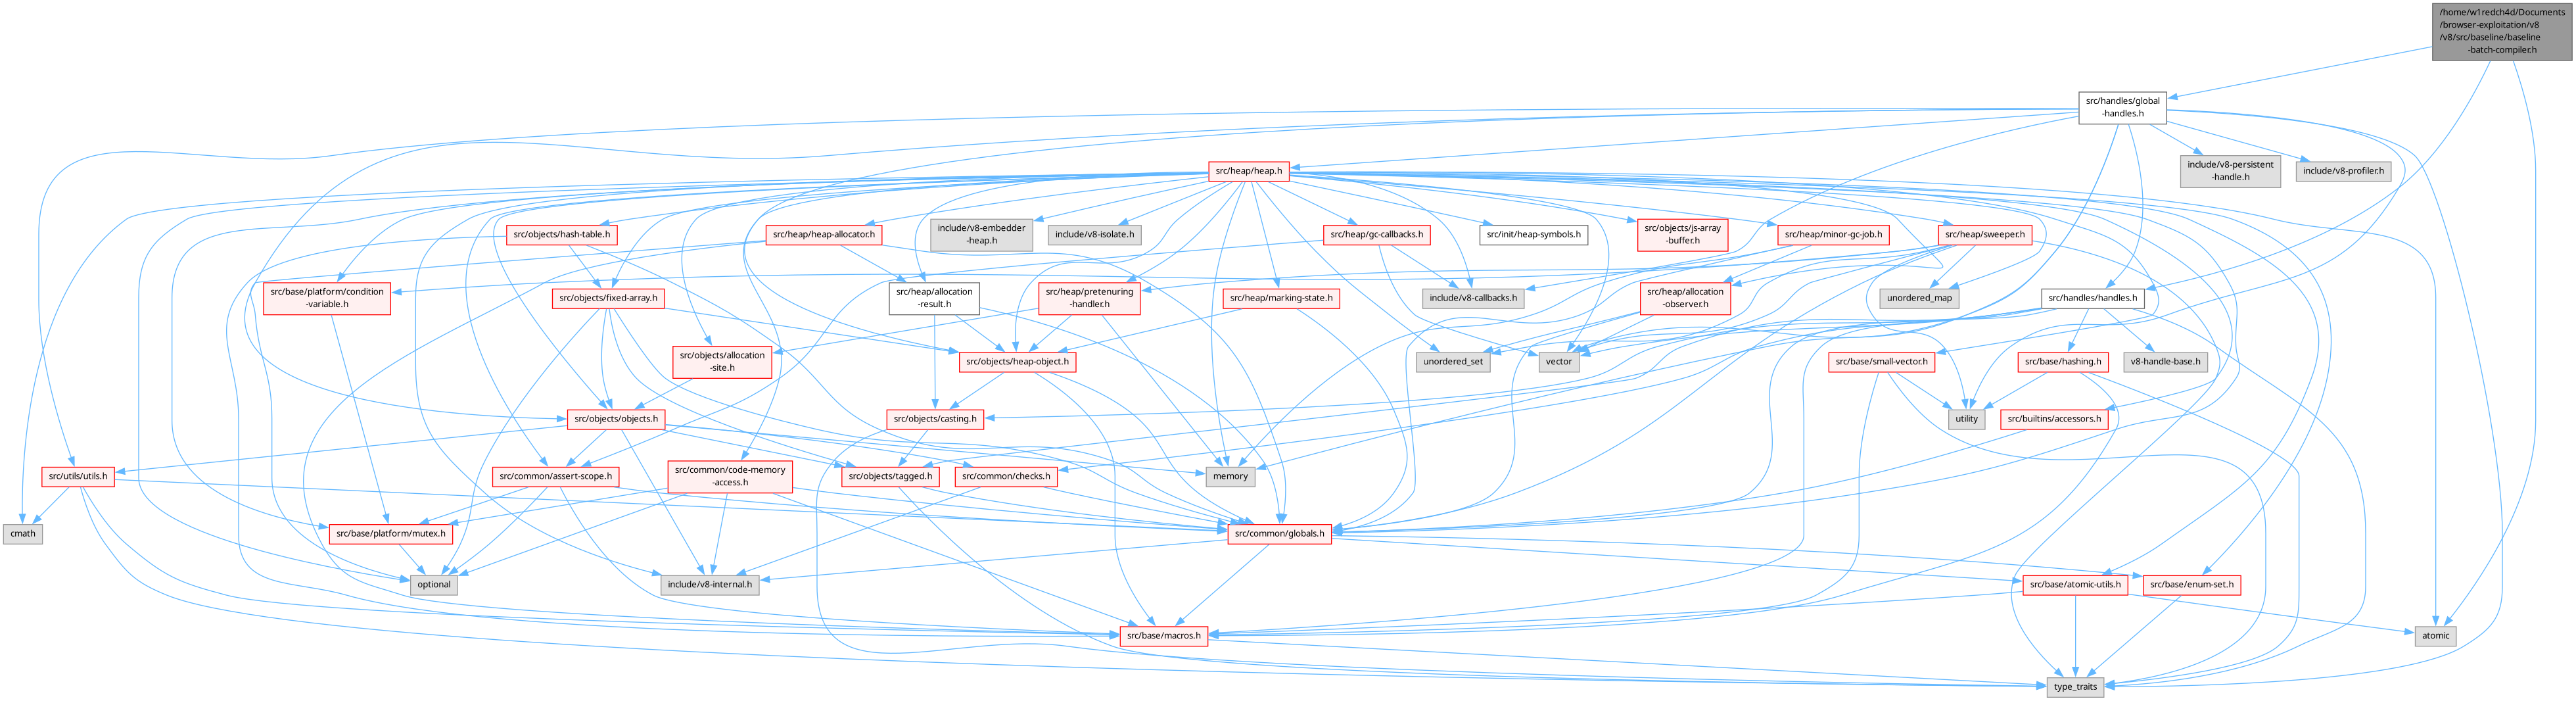 /home/w1redch4d/Documents
/browser-exploitation/v8
/v8/src/baseline/baseline
-batch-compiler.h
src/handles/global
-handles.h
src/heap/heap.h
include/v8-persistent
-handle.h
include/v8-profiler.h
src/objects/hash-table.h
src/heap/heap-allocator.h
include/v8-embedder
-heap.h
include/v8-isolate.h
src/heap/gc-callbacks.h
src/init/heap-symbols.h
src/objects/js-array
-buffer.h
src/heap/minor-gc-job.h
src/heap/sweeper.h
src/base/platform/condition
-variable.h
src/objects/fixed-array.h
src/heap/allocation
-result.h
src/heap/pretenuring
-handler.h
src/heap/marking-state.h
include/v8-callbacks.h
src/heap/allocation
-observer.h
unordered_map
src/handles/handles.h
src/objects/allocation
-site.h
src/objects/heap-object.h
unordered_set
vector
src/base/small-vector.h
src/base/hashing.h
v8-handle-base.h
src/objects/objects.h
src/objects/casting.h
utility
src/builtins/accessors.h
src/utils/utils.h
src/common/assert-scope.h
src/common/code-memory
-access.h
src/objects/tagged.h
src/common/checks.h
memory
cmath
src/base/platform/mutex.h
src/common/globals.h
optional
include/v8-internal.h
src/base/atomic-utils.h
src/base/enum-set.h
src/base/macros.h
atomic
type_traits